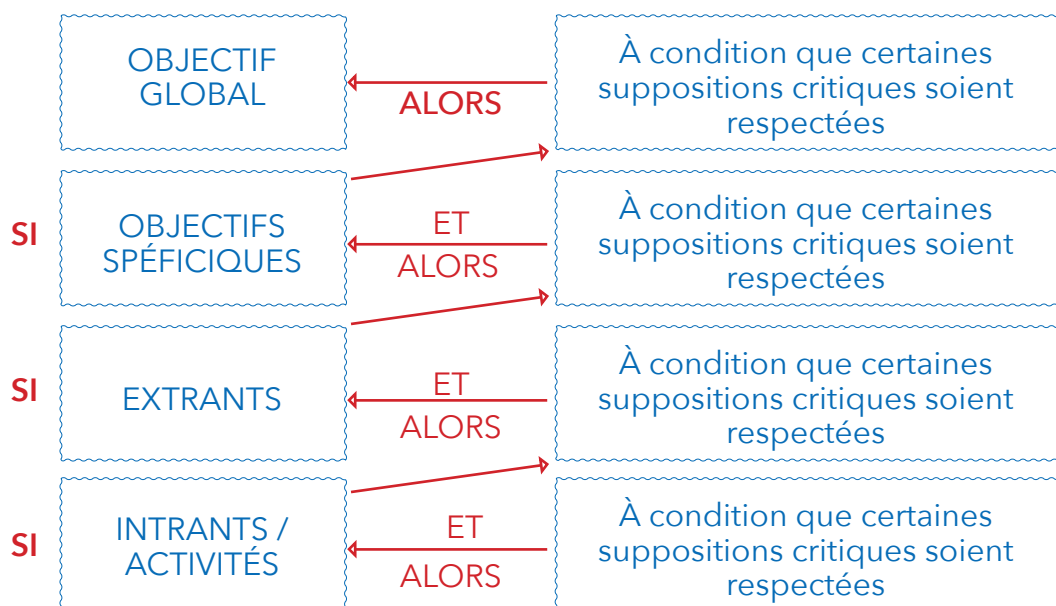 OBJECTIF
GLOBAL
ALORS
À condition que certaines
suppositions critiques soient
respectées
SI
OBJECTIFS
SPÉFICIQUES
ET
ALORS
À condition que certaines
suppositions critiques soient
respectées
SI
EXTRANTS
ET
ALORS
À condition que certaines
suppositions critiques soient
respectées
SI
INTRANTS /
ACTIVITÉS
ET
ALORS
À condition que certaines
suppositions critiques soient
respectées